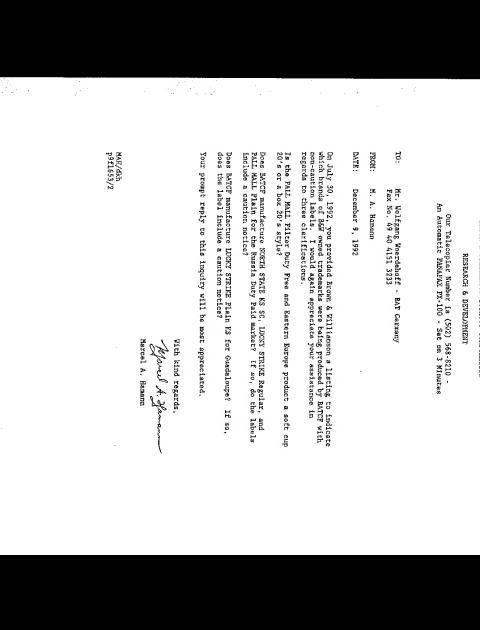 RESEARCH & DEVELOPMENT
Our Telecopier Number is (502) 568-8210
An Automatic PANAFAX PX-100 - Set on 3 Minutes
TO: Mr. Wolfgang Woerdehoff - BAT Germany
Fax No. 49 40 4151 3233
FROM: M. A. Hamann
DATE: December 9, 1992
On July 30, 1992, you provided Brown & Williamson a listing to indicate
which brands of B&W owned trademarks were being produced by BATCF with
non-caution labels. I would again appreciate your assistance in
regards to three clarifications.
Is the PALL MALL Filter Duty Free and Eastern Europe product a soft cup
20's or a box 20's style?
Does BATCF manufacture NORTH STATE KS SC, LUCKY STRIKE Regular, and
PALL MALL Plain for the Russia Duty Paid market? If so, do the labels
include a caution notice?
Does BATCF manufacture LUCKY STRIKE Plain KS for Guadaloupe? If so,
does the label include a caution notice?
Your prompt reply to this inquiry will be most appreciated.
With kind regards,
Marcel A. Hamann
Marcel A. Hamann
MAH/dkh
p9f1653/2